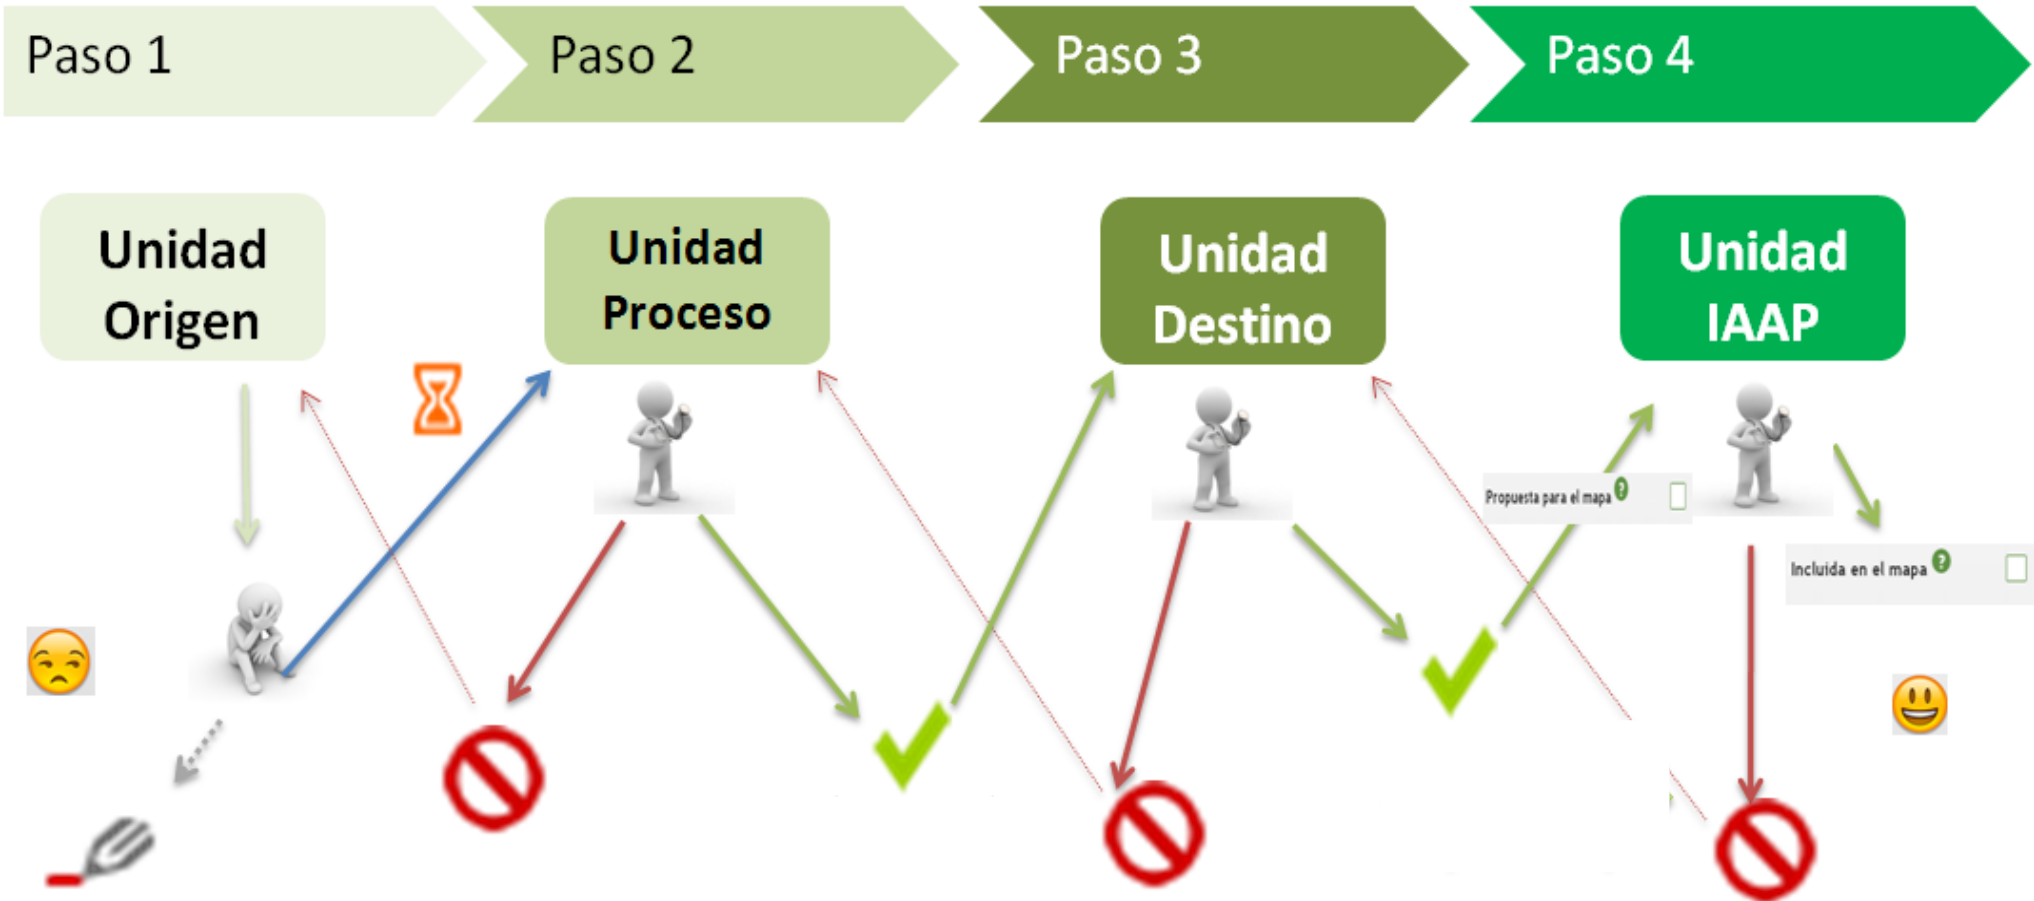 Paso 1
Paso 2
Paso 3
Paso 4
Unidad
Origen
Unidad
Proceso
Unidad
Destino
Unidad
IAAP
Propuesta para el mapa ?
Incluida en el mapa ?